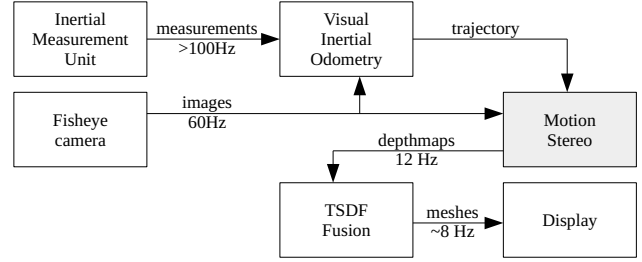 Inertial
Measurement
Unit
measurements
>100Hz
Visual
Inertial
Odometry
trajectory
Fisheye
camera
images
60Hz
Motion
Stereo
depthmaps
12 Hz
TSDF
Fusion
meshes
~8 Hz
Display